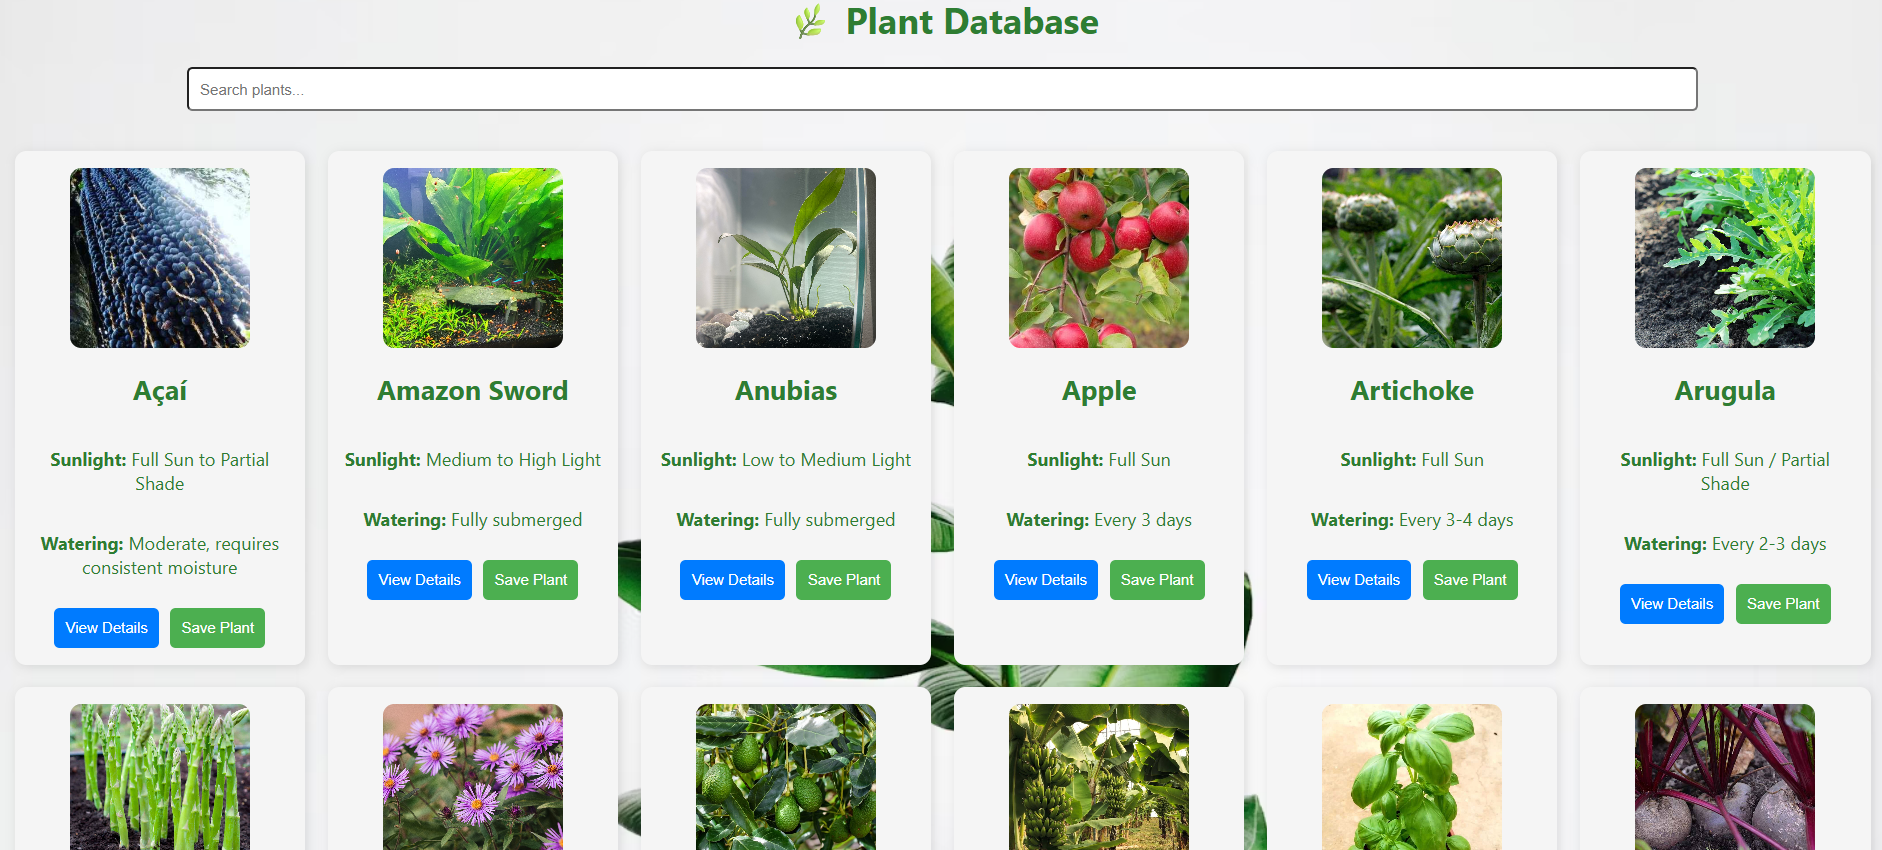 🌿 Plant Database
Search plants...
Açaí
Sunlight: Full Sun to Partial
Shade
Watering: Moderate, requires
consistent moisture
View Details Save Plant
Amazon Sword
Sunlight: Medium to High Light
Watering: Fully submerged
View Details Save Plant
Anubias
Sunlight: Low to Medium Light
Watering: Fully submerged
View Details Save Plant
Apple
Sunlight: Full Sun
Watering: Every 3 days
View Details Save Plant
Artichoke
Sunlight: Full Sun
Watering: Every 3-4 days
View Details Save Plant
Arugula
Sunlight: Full Sun / Partial
Shade
Watering: Every 2-3 days
View Details Save Plant